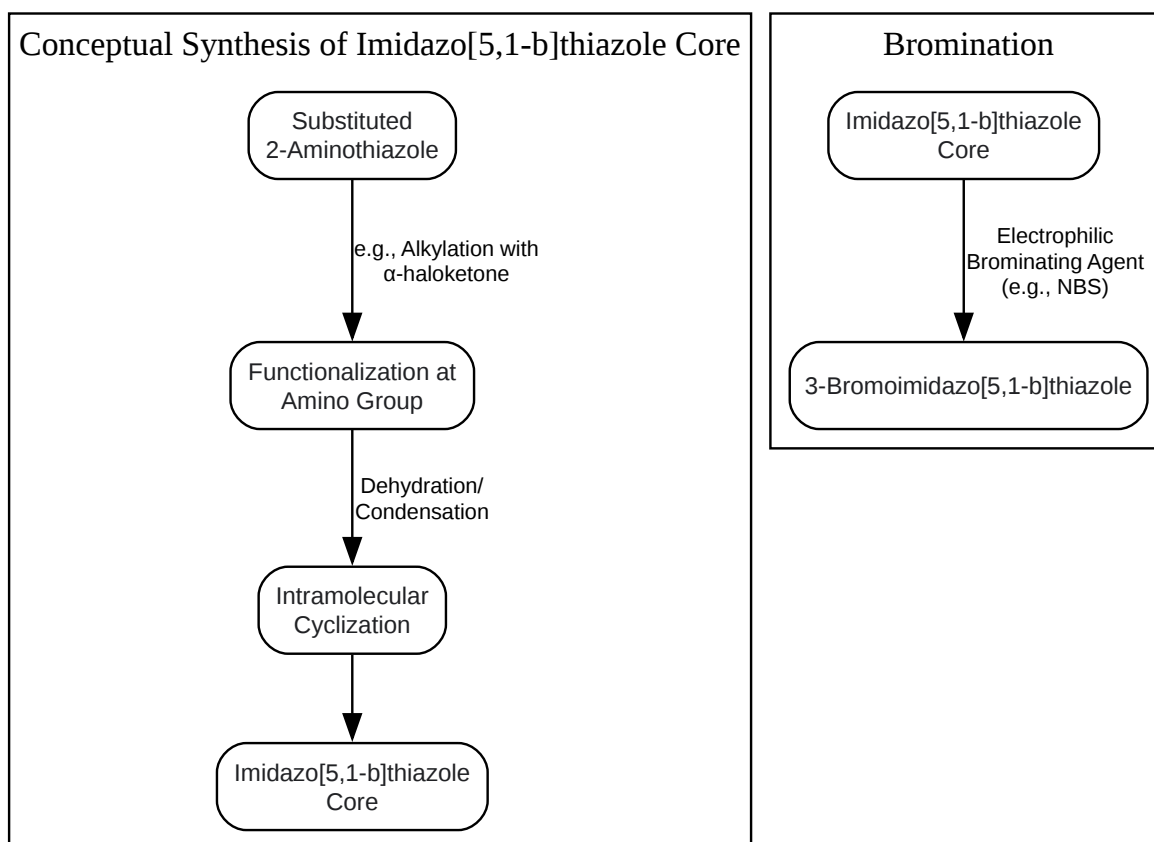 Conceptual Synthesis of Imidazo[5,1-b]thiazole Core
Substituted
2-Aminothiazole
e.g., Alkylation with
α-haloketone
Functionalization at
Amino Group
Dehydration/
Condensation
Intramolecular
Cyclization
Imidazo[5,1-b]thiazole
Core
Bromination
Imidazo[5,1-b]thiazole
Core
Electrophilic
Brominating Agent
(e.g., NBS)
3-Bromoimidazo[5,1-b]thiazole